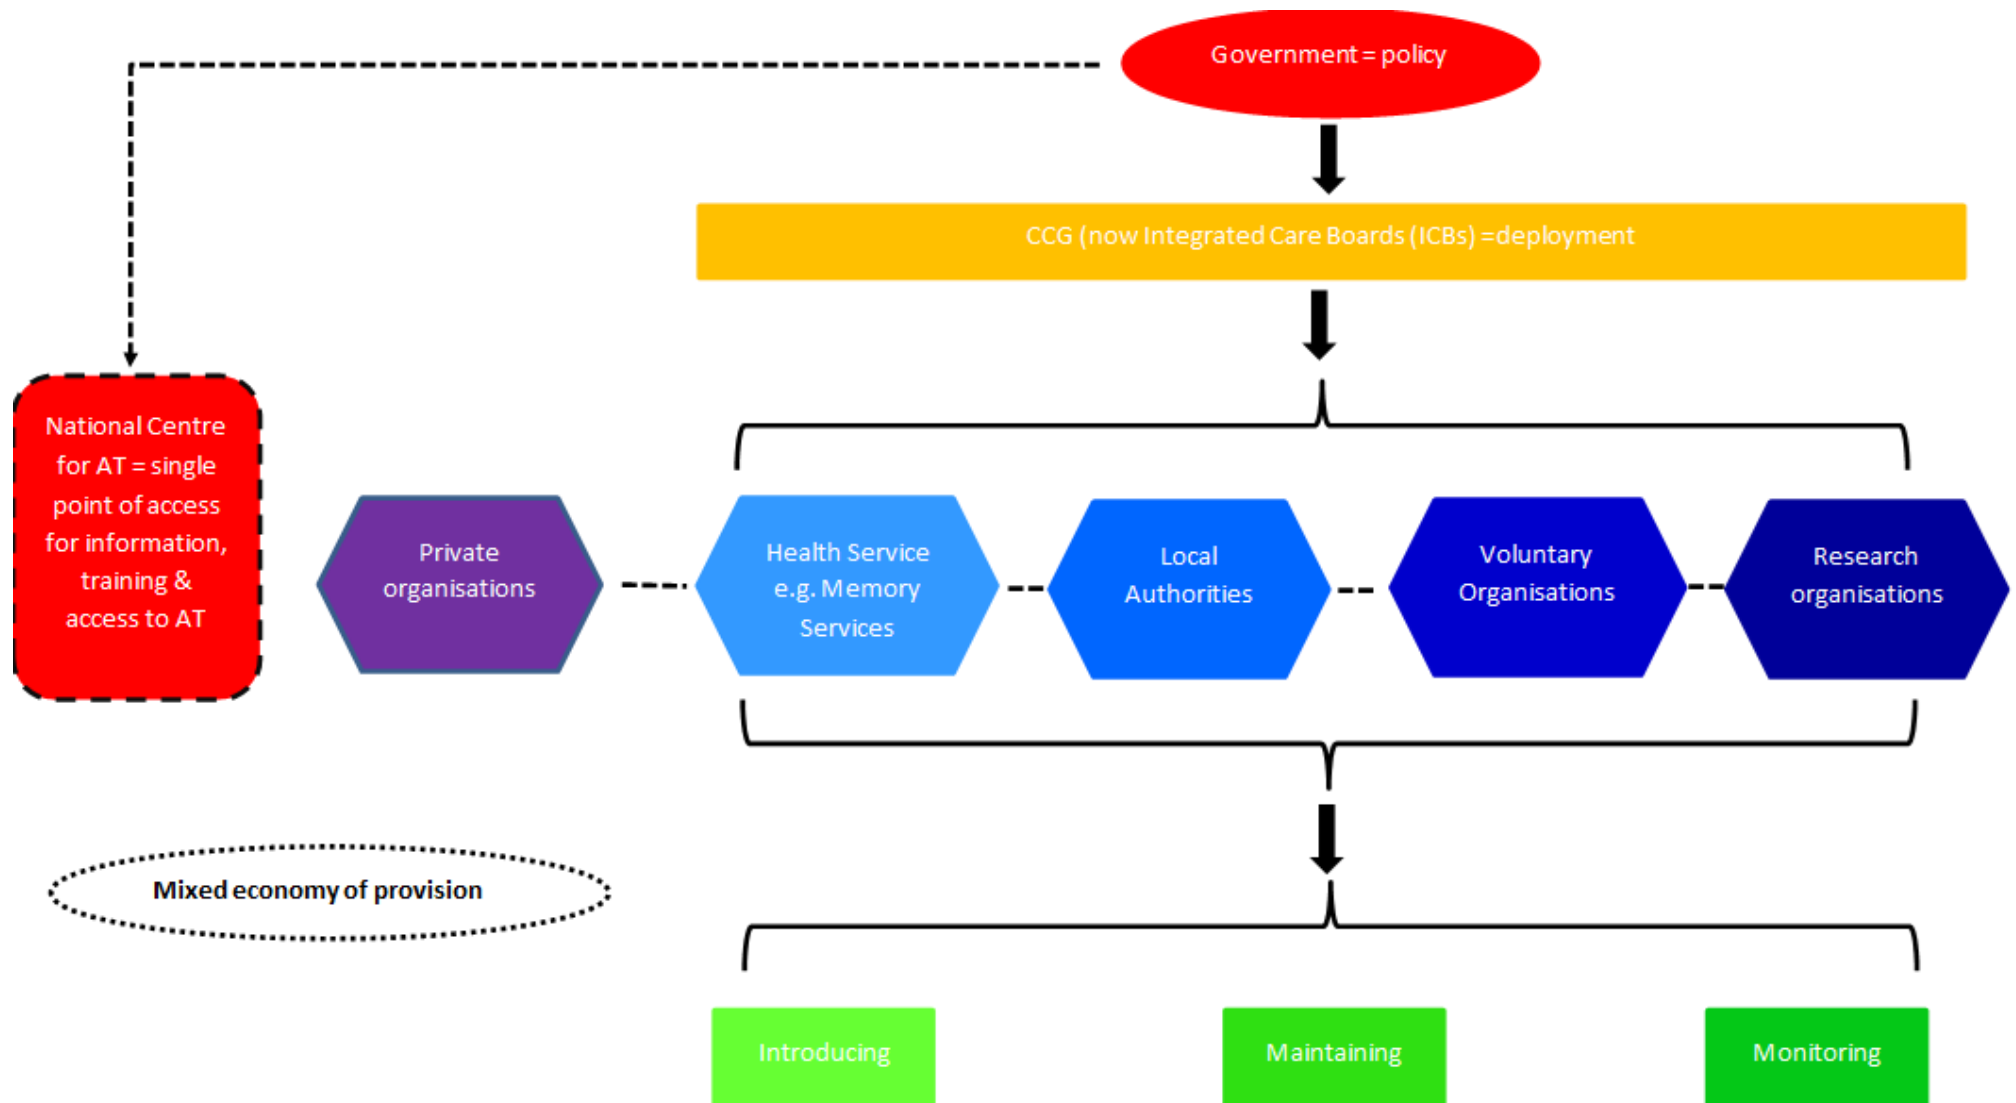 Government = policy
CCG (now Integrated Care Boards (ICBs) =deployment
National Centre
for AT = single
point of access
for information,
training &
access to AT
Private
organisations
Health Service
e.g. Memory
Services
Local
Authorities
Voluntary
Organisations
Research
organisations
Mixed economy of provision
Introducing
Maintaining
Monitoring